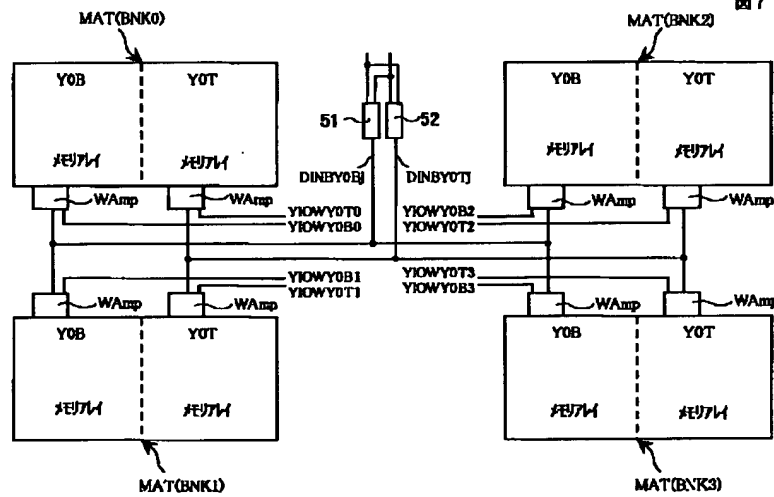 図7
MAT(BNK0)
MAT(BNK2)
Y0B Y0T
メモリアレイ メモリアレイ
51 52
Y0B Y0T
メモリアレイ メモリアレイ
DINBY0Bj DINBY0Tj
WAmp WAmp
WAmp WAmp
YIOWY0T0
YIOWY0B0
YIOWY0B2
YIOWY0T2
YIOWY0B1
YIOWY0T1
YIOWY0T3
YIOWY0B3
WAmp WAmp
WAmp WAmp
Y0B Y0T
メモリアレイ メモリアレイ
Y0B Y0T
メモリアレイ メモリアレイ
MAT(BNK1)
MAT(BNK3)